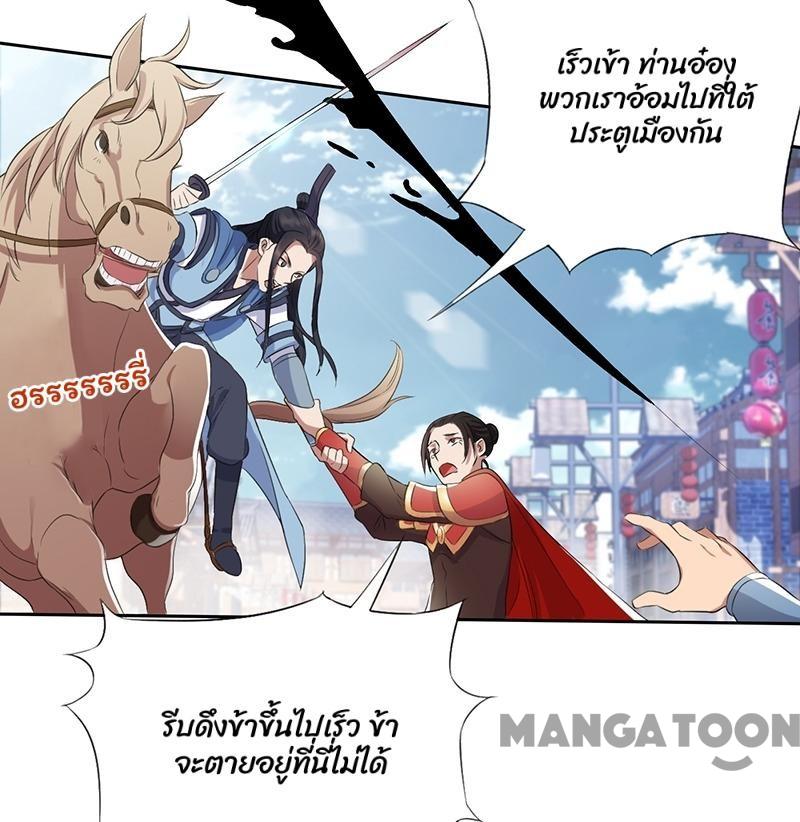 เร็วเข้า ท่านอ๋อง
พวกเราอ้อมไปที่ใต้
ประตูเมืองกัน
ฮรรรรรรรรี่
รีบดึงข้าขึ้นไปเร็ว ข้า
จะตายอยู่ที่นี่ไม่ได้
MANGATOON